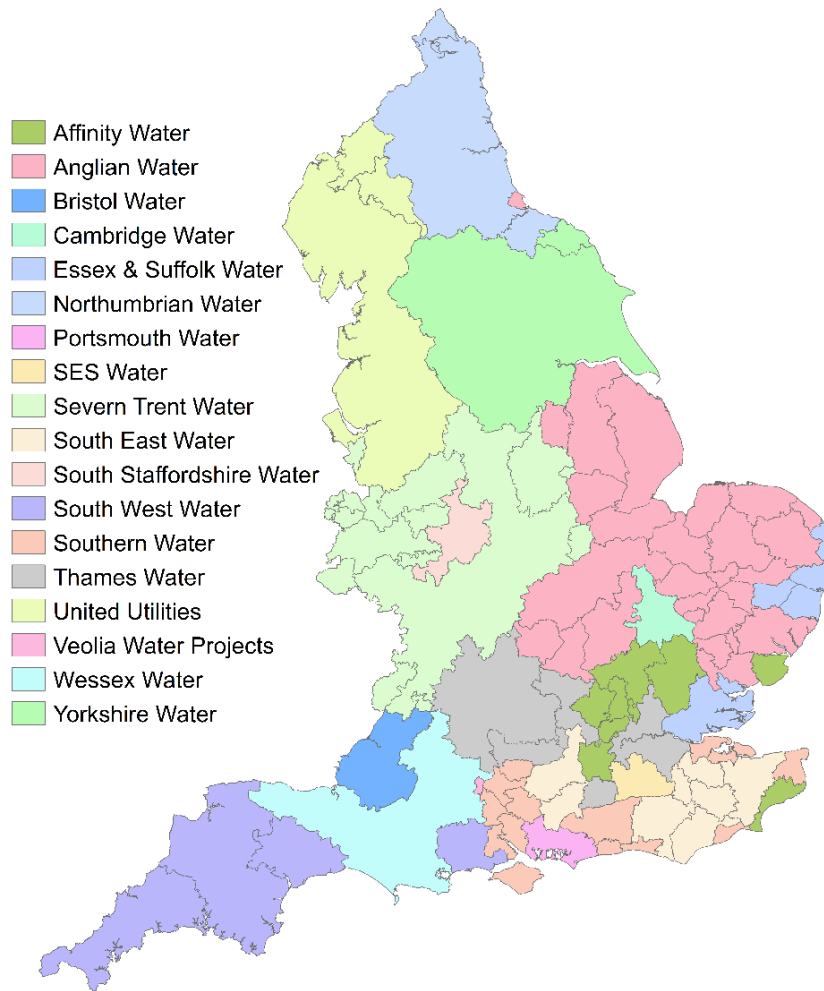 Affinity Water
Anglian Water
Bristol Water
Cambridge Water
Essex & Suffolk Water
Northumbrian Water
Portsmouth Water
SES Water
Severn Trent Water
South East Water
South Staffordshire Water
South West Water
Southern Water
Thames Water
United Utilities
Veolia Water Projects
Wessex Water
Yorkshire Water